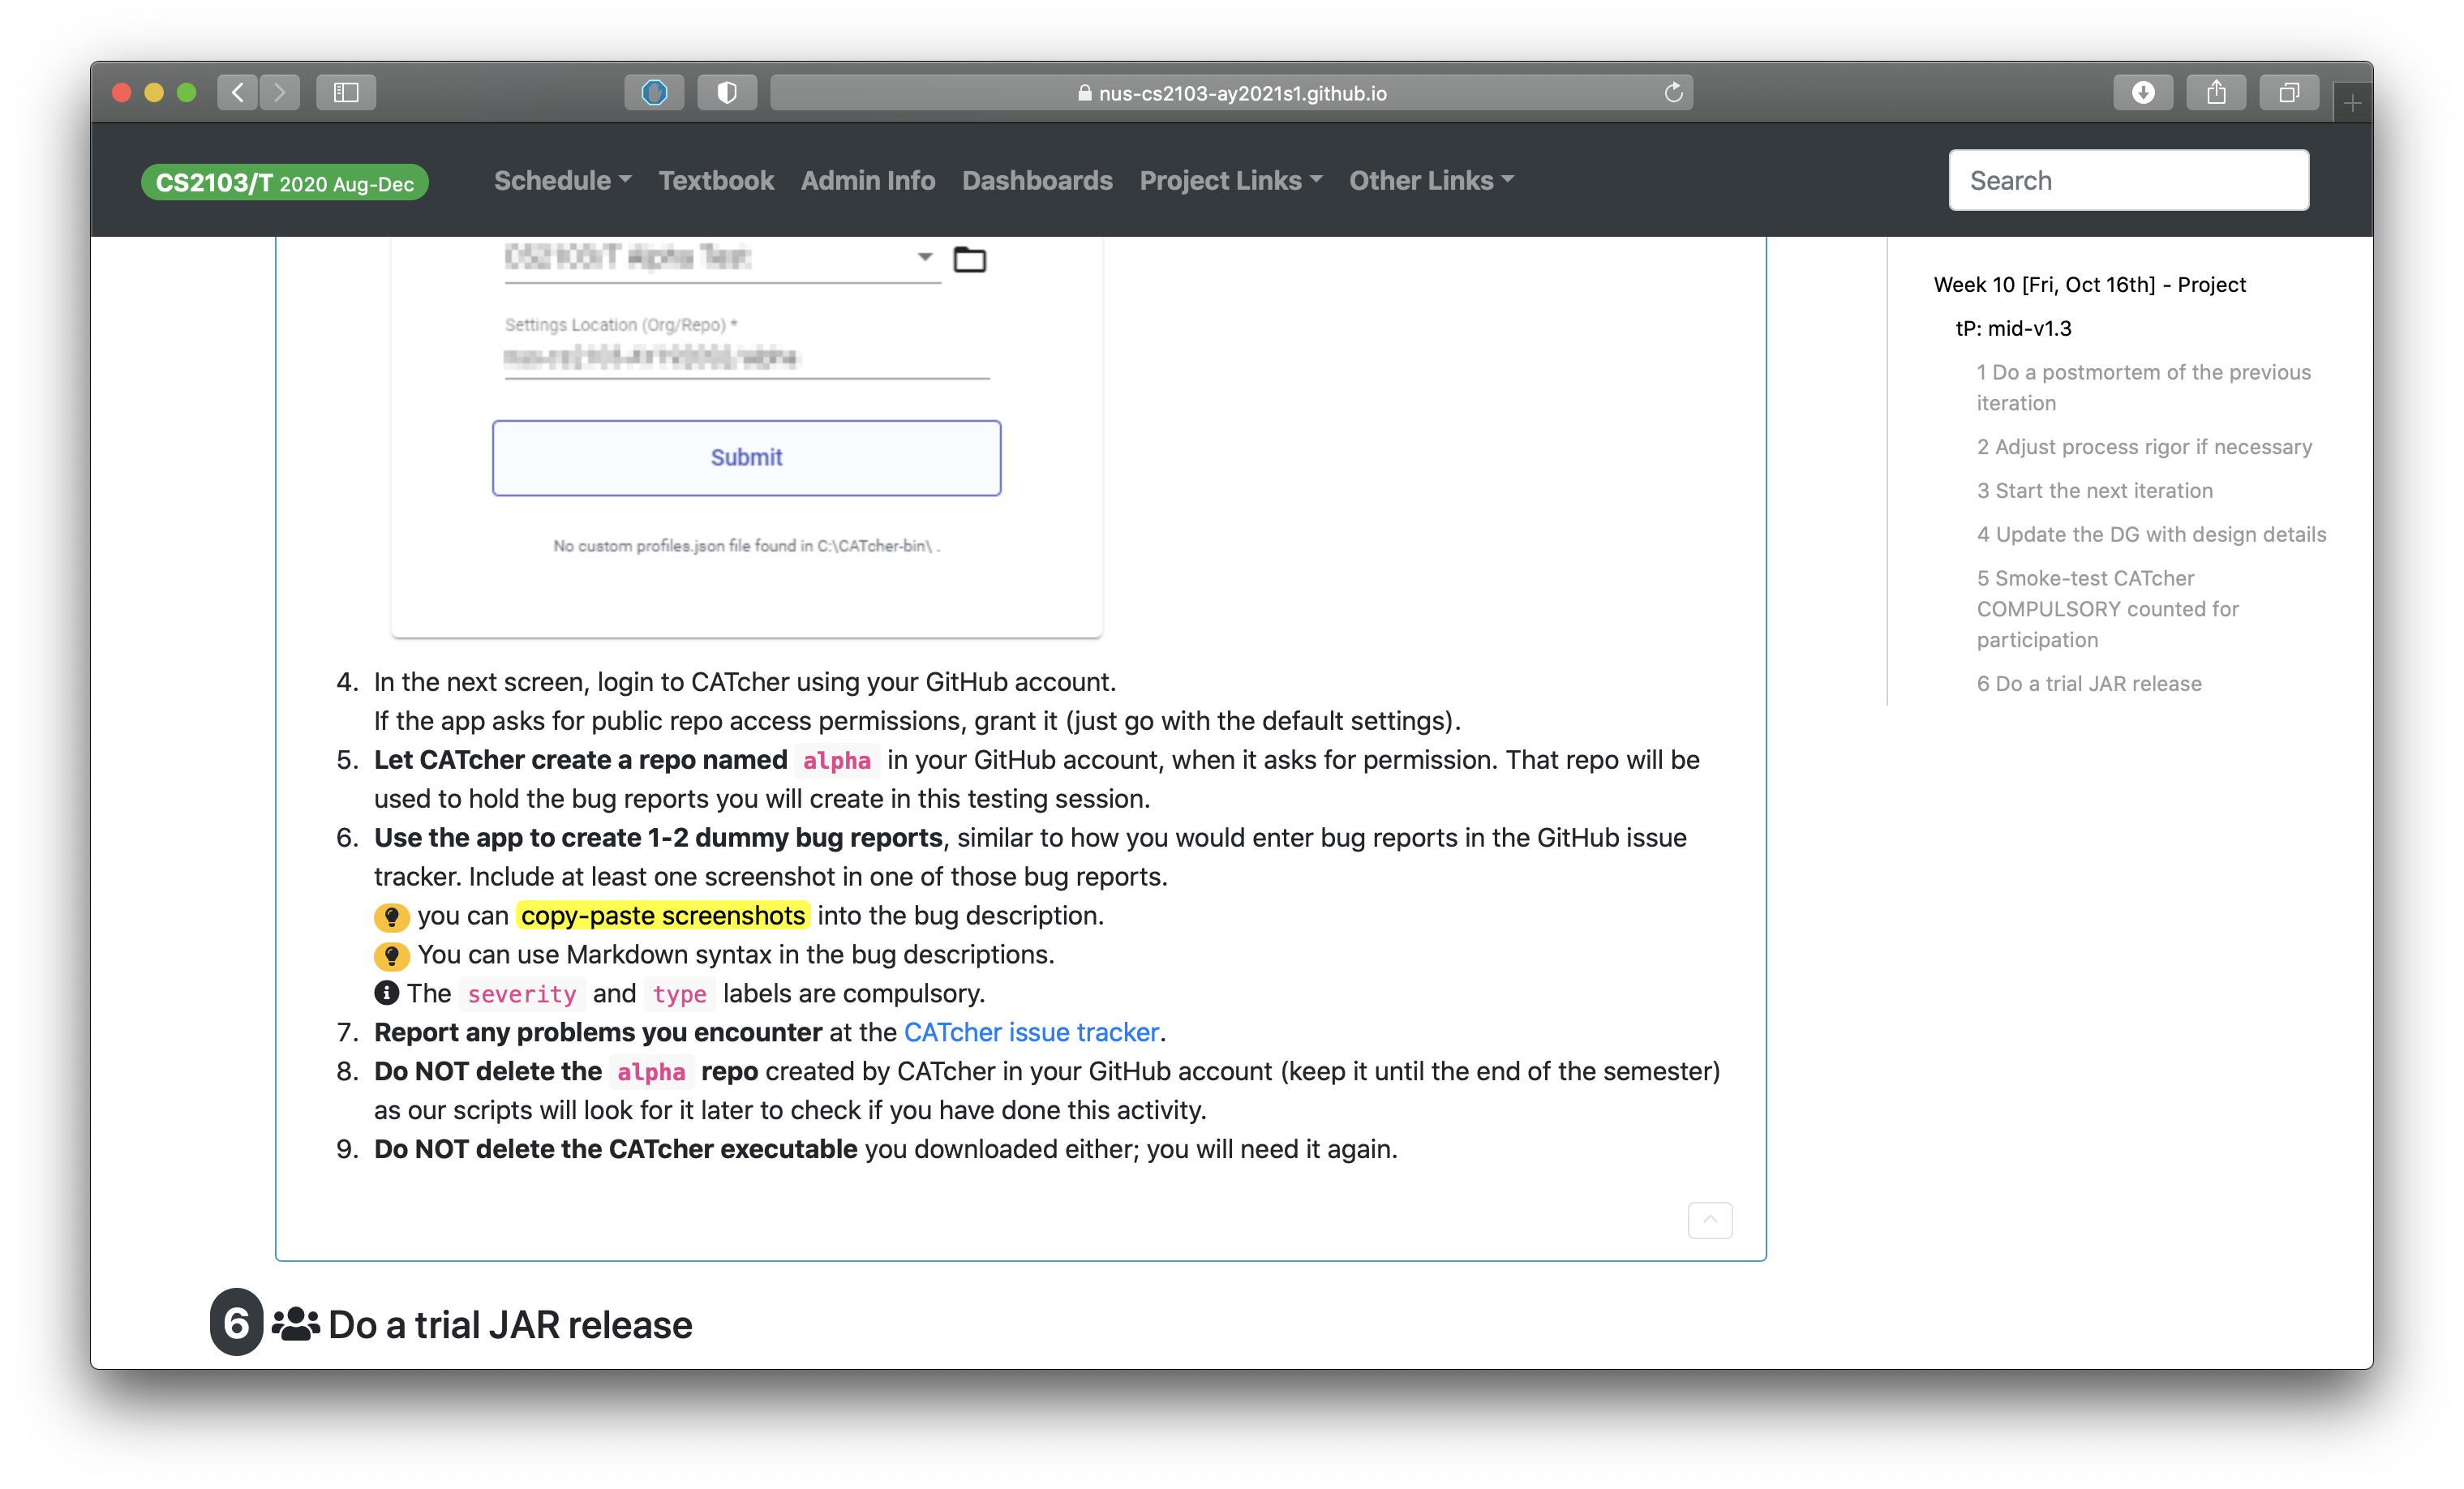 nus-cs2103-ay2021s1.github.io
CS2103/T 2020 Aug-Dec
Schedule
Textbook
Admin Info
Dashboards
Project Links
Other Links
Search
CS2103/T Alpha Test
Settings Location (Org/Repo) *
Submit
No custom profiles.json file found in C:\CATcher-bin\ .
4. In the next screen, login to CATcher using your GitHub account.
If the app asks for public repo access permissions, grant it (just go with the default settings).
5. Let CATcher create a repo named alpha in your GitHub account, when it asks for permission. That repo will be
used to hold the bug reports you will create in this testing session.
6. Use the app to create 1-2 dummy bug reports, similar to how you would enter bug reports in the GitHub issue
tracker. Include at least one screenshot in one of those bug reports.
you can copy-paste screenshots into the bug description.
You can use Markdown syntax in the bug descriptions.
The severity and type labels are compulsory.
7. Report any problems you encounter at the CATcher issue tracker.
8. Do NOT delete the alpha repo created by CATcher in your GitHub account (keep it until the end of the semester)
as our scripts will look for it later to check if you have done this activity.
9. Do NOT delete the CATcher executable you downloaded either; you will need it again.
6 Do a trial JAR release
Week 10 [Fri, Oct 16th] - Project
tP: mid-v1.3
1 Do a postmortem of the previous
iteration
2 Adjust process rigor if necessary
3 Start the next iteration
4 Update the DG with design details
5 Smoke-test CATcher
COMPULSORY counted for
participation
6 Do a trial JAR release